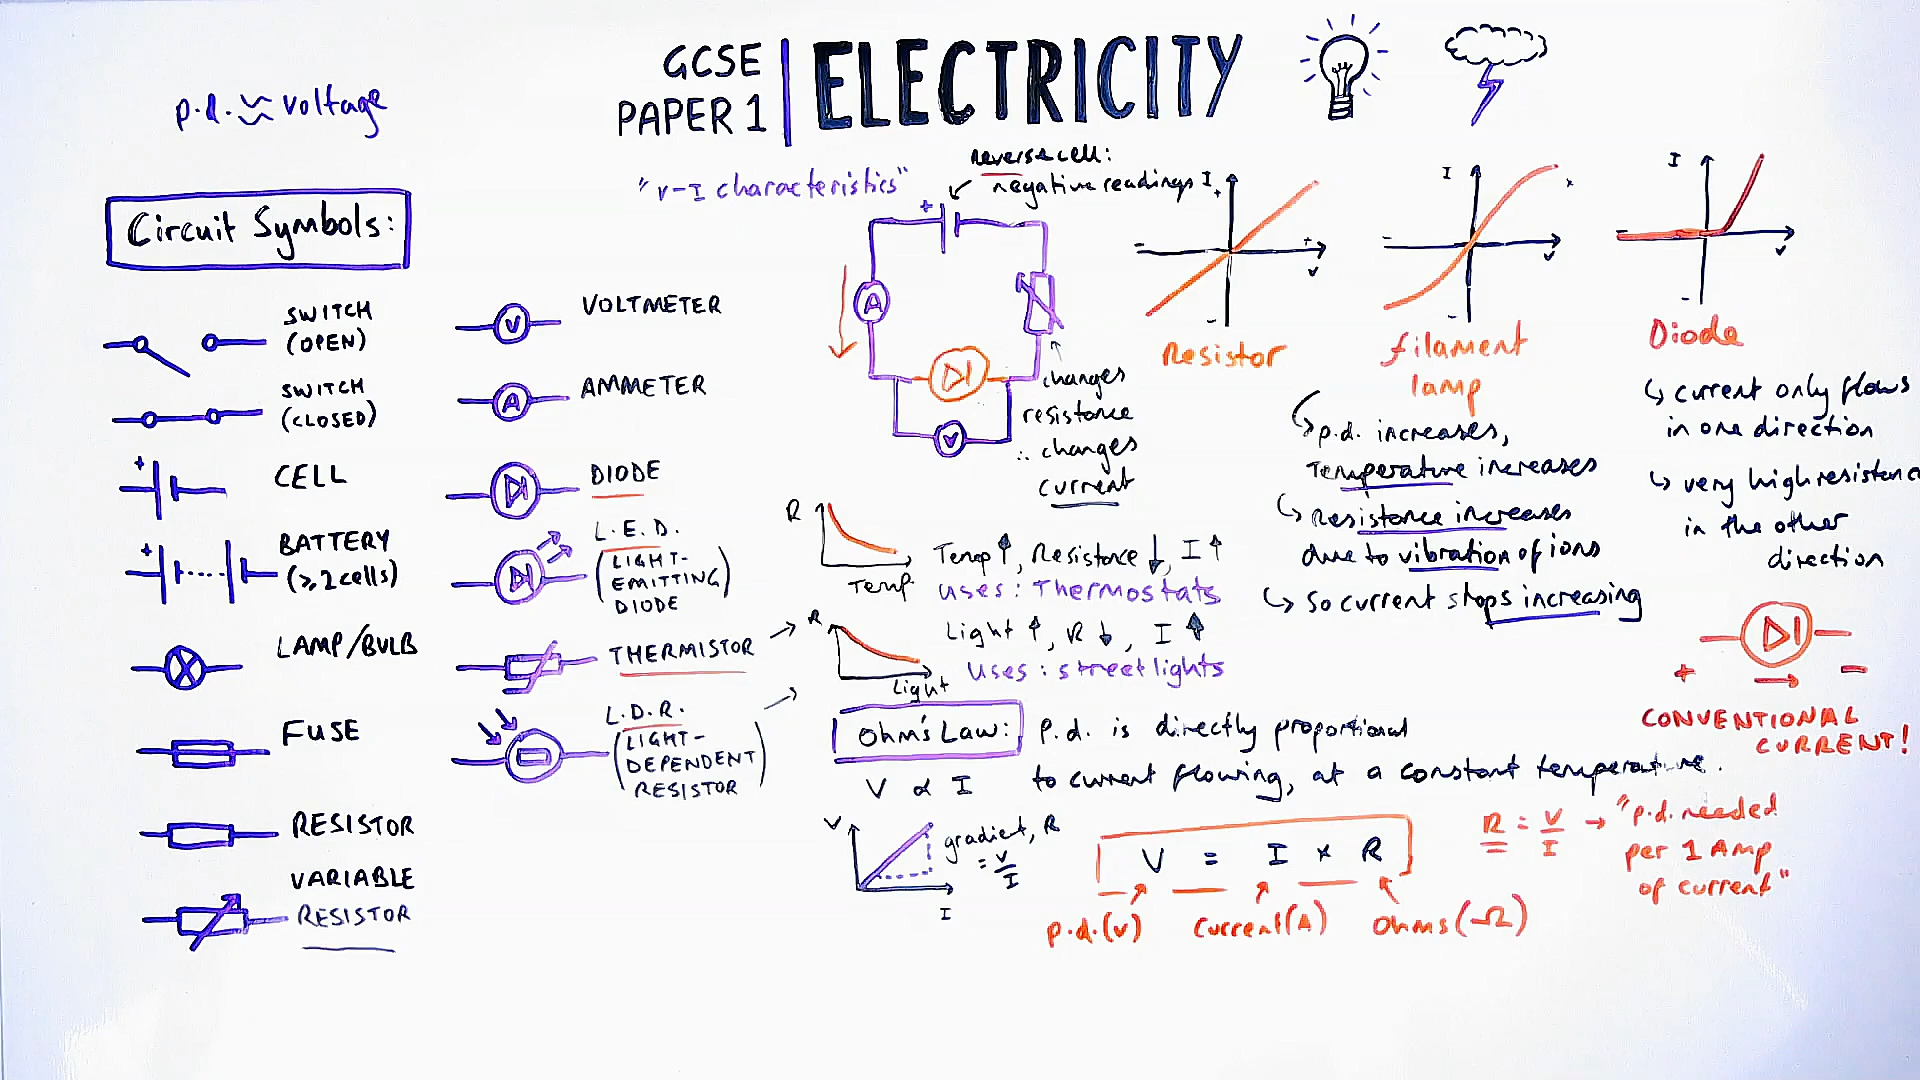 GCSE
PAPER 1
ELECTRICITY
p.d. ≈ voltage
Circuit Symbols:
SWITCH
(OPEN)
SWITCH
(CLOSED)
+
CELL
+
BATTERY
(≥2 cells)
LAMP/BULB
FUSE
RESISTOR
VARIABLE
RESISTOR
V
VOLTMETER
A
AMMETER
DIODE
L.E.D.
(LIGHT-
EMITTING
DIODE)
THERMISTOR
L.D.R.
(LIGHT-
DEPENDENT
RESISTOR)
"V-I characteristics"
Reverse cell:
negative readings
+
A
V
changes
resistance
∴ changes
current
I
+
-
+
V
-
Resistor
I
-
V
filament
lamp
↳ p.d. increases,
Temperature increases
↳ Resistance increases
due to vibration of ions
↳ so current stops increasing
I
-
V
-
Diode
↳ current only flows
in one direction
↳ very high resistance
in the other
direction
+ → -
CONVENTIONAL
CURRENT!
R
Temp
Temp ↑, Resistance ↓, I ↑
uses: Thermostats
R
Light
Light ↑, R ↓, I ↑
Uses: streetlights
Ohm's Law: P.d. is directly proportional
to current flowing, at a constant temperature.
V ∝ I
V
I
gradient, R
= V/I
V = I × R
p.d.(V) Current(A) Ohms(Ω)
R = V/I → "p.d. needed
per 1 Amp
of current"